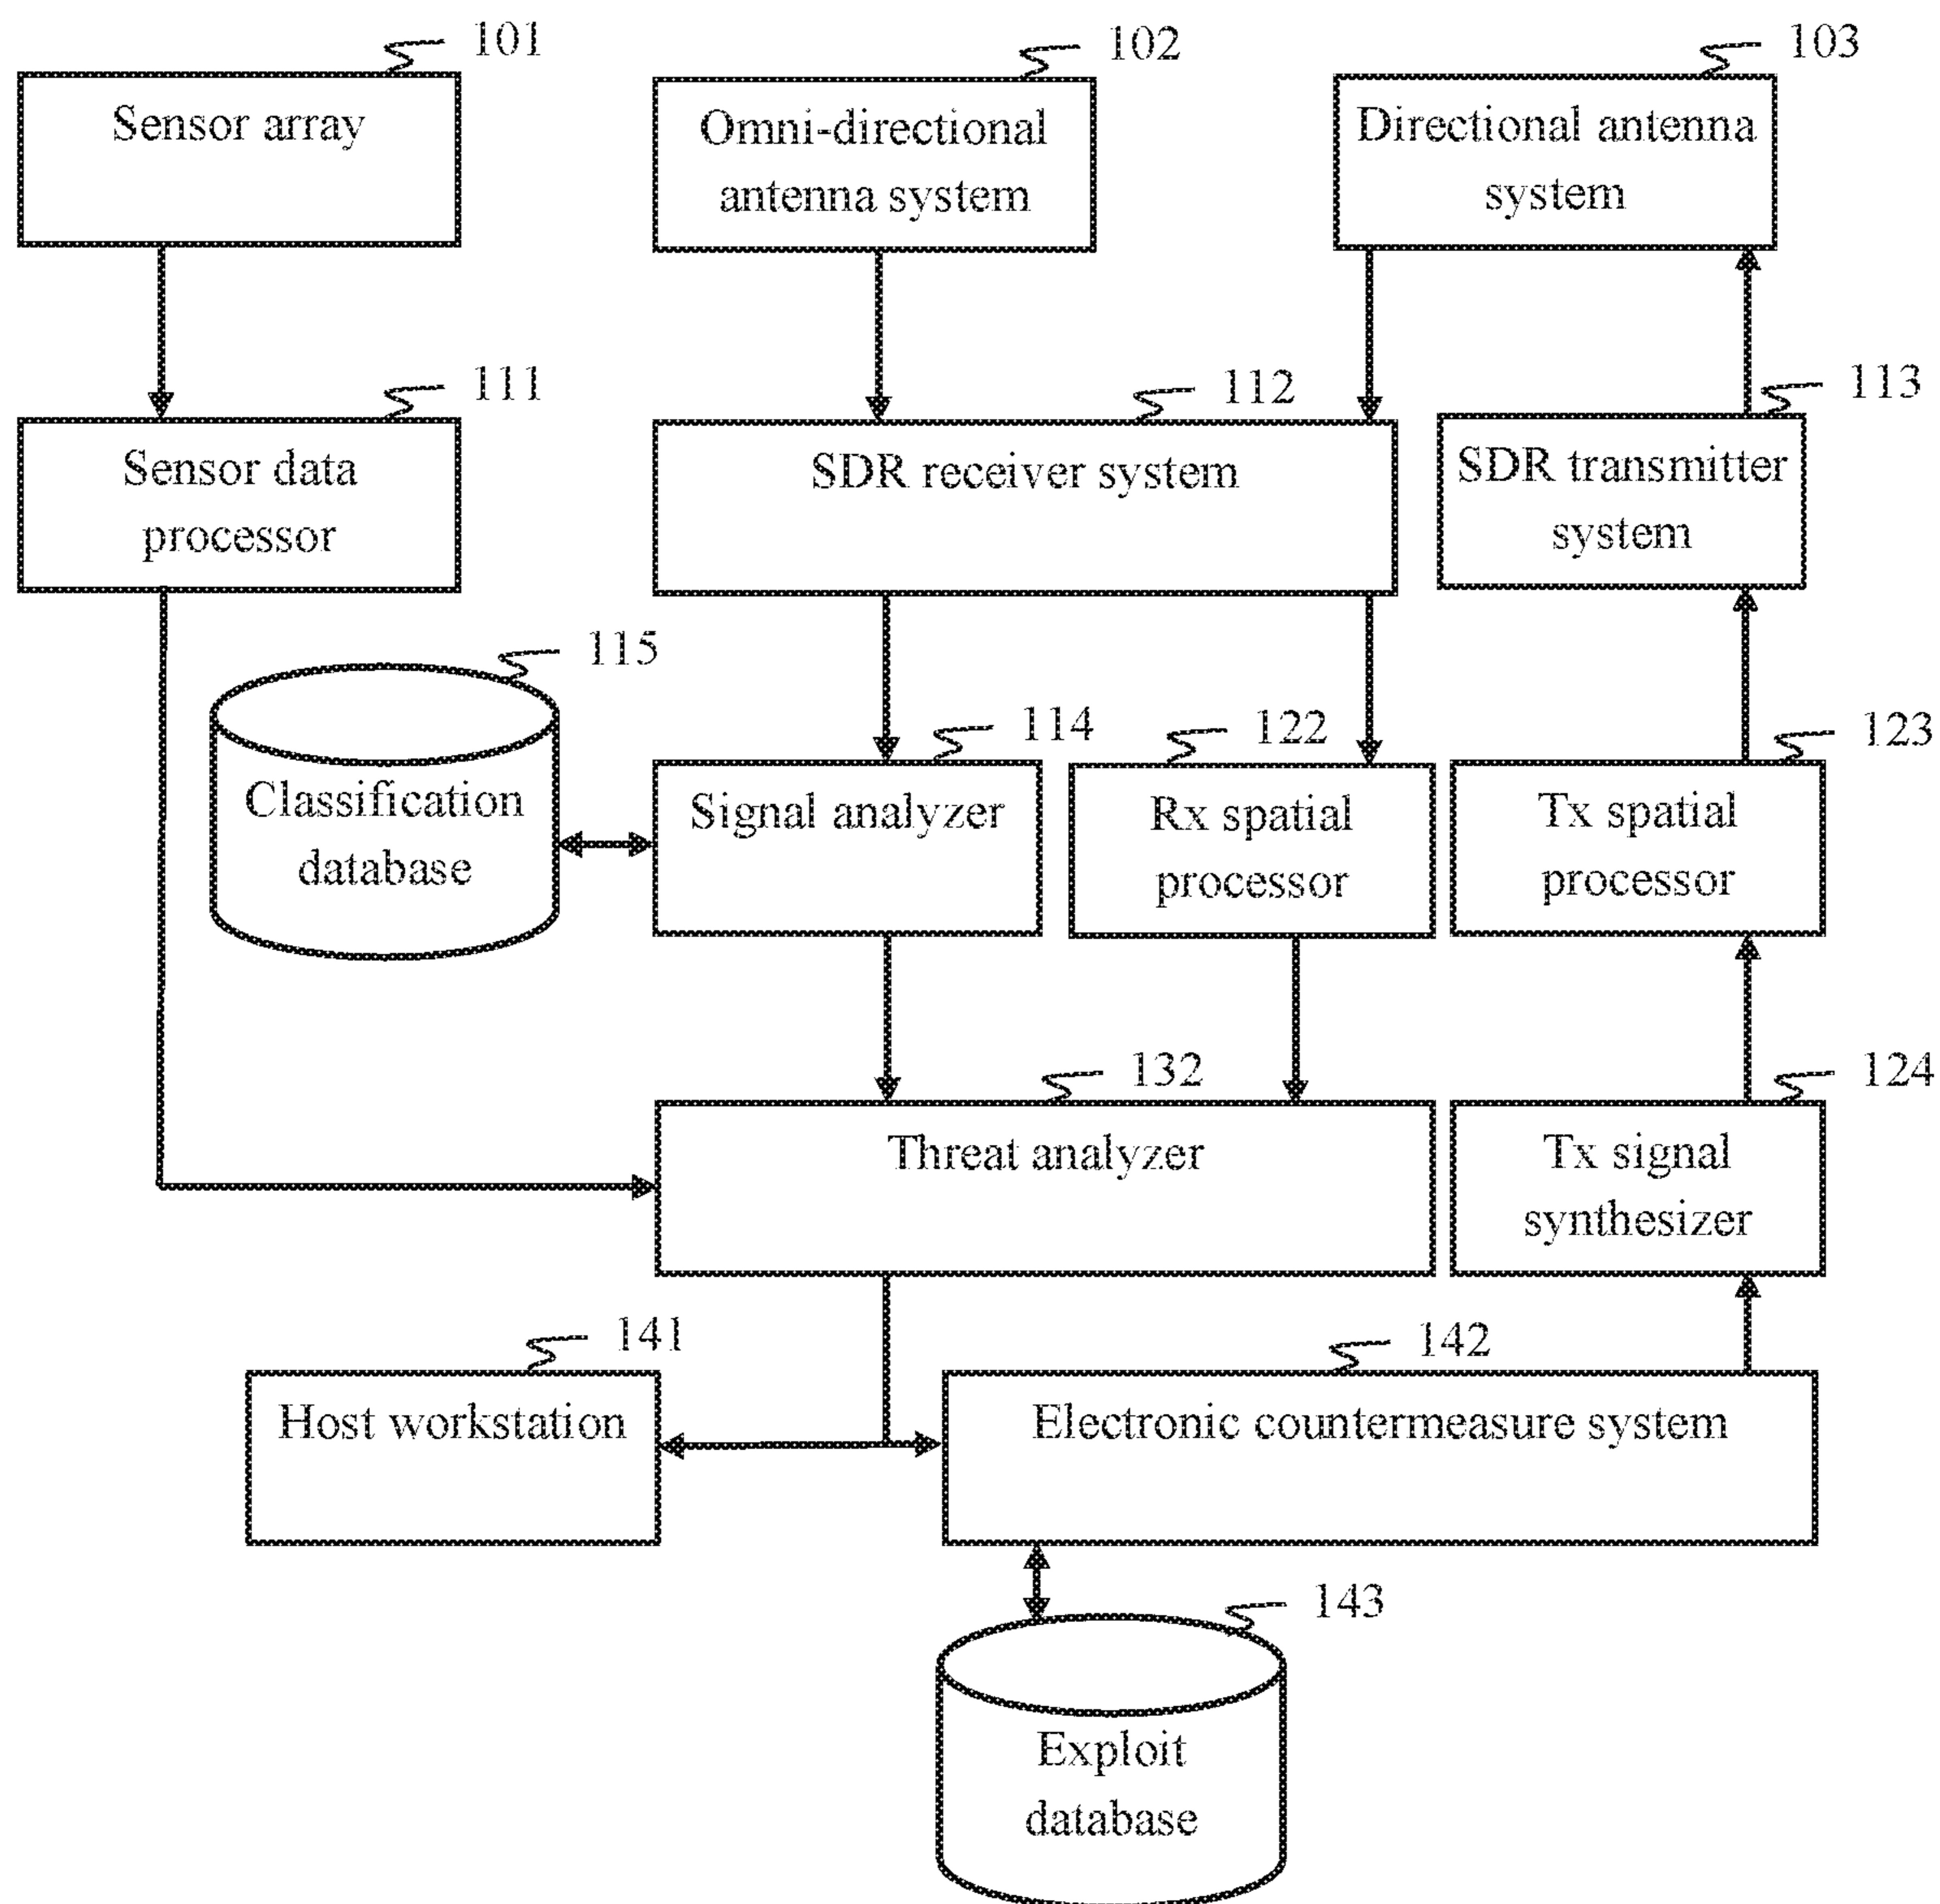 101
102
103
Sensor array
Omni-directional
antenna system
Directional antenna
system
111
112
113
Sensor data
processor
SDR receiver system
SDR transmitter
system
115
114
122
123
Classification
database
Signal analyzer
Rx spatial
processor
Tx spatial
processor
132
124
Threat analyzer
Tx signal
synthesizer
141
142
Host workstation
Electronic countermeasure system
143
Exploit
database